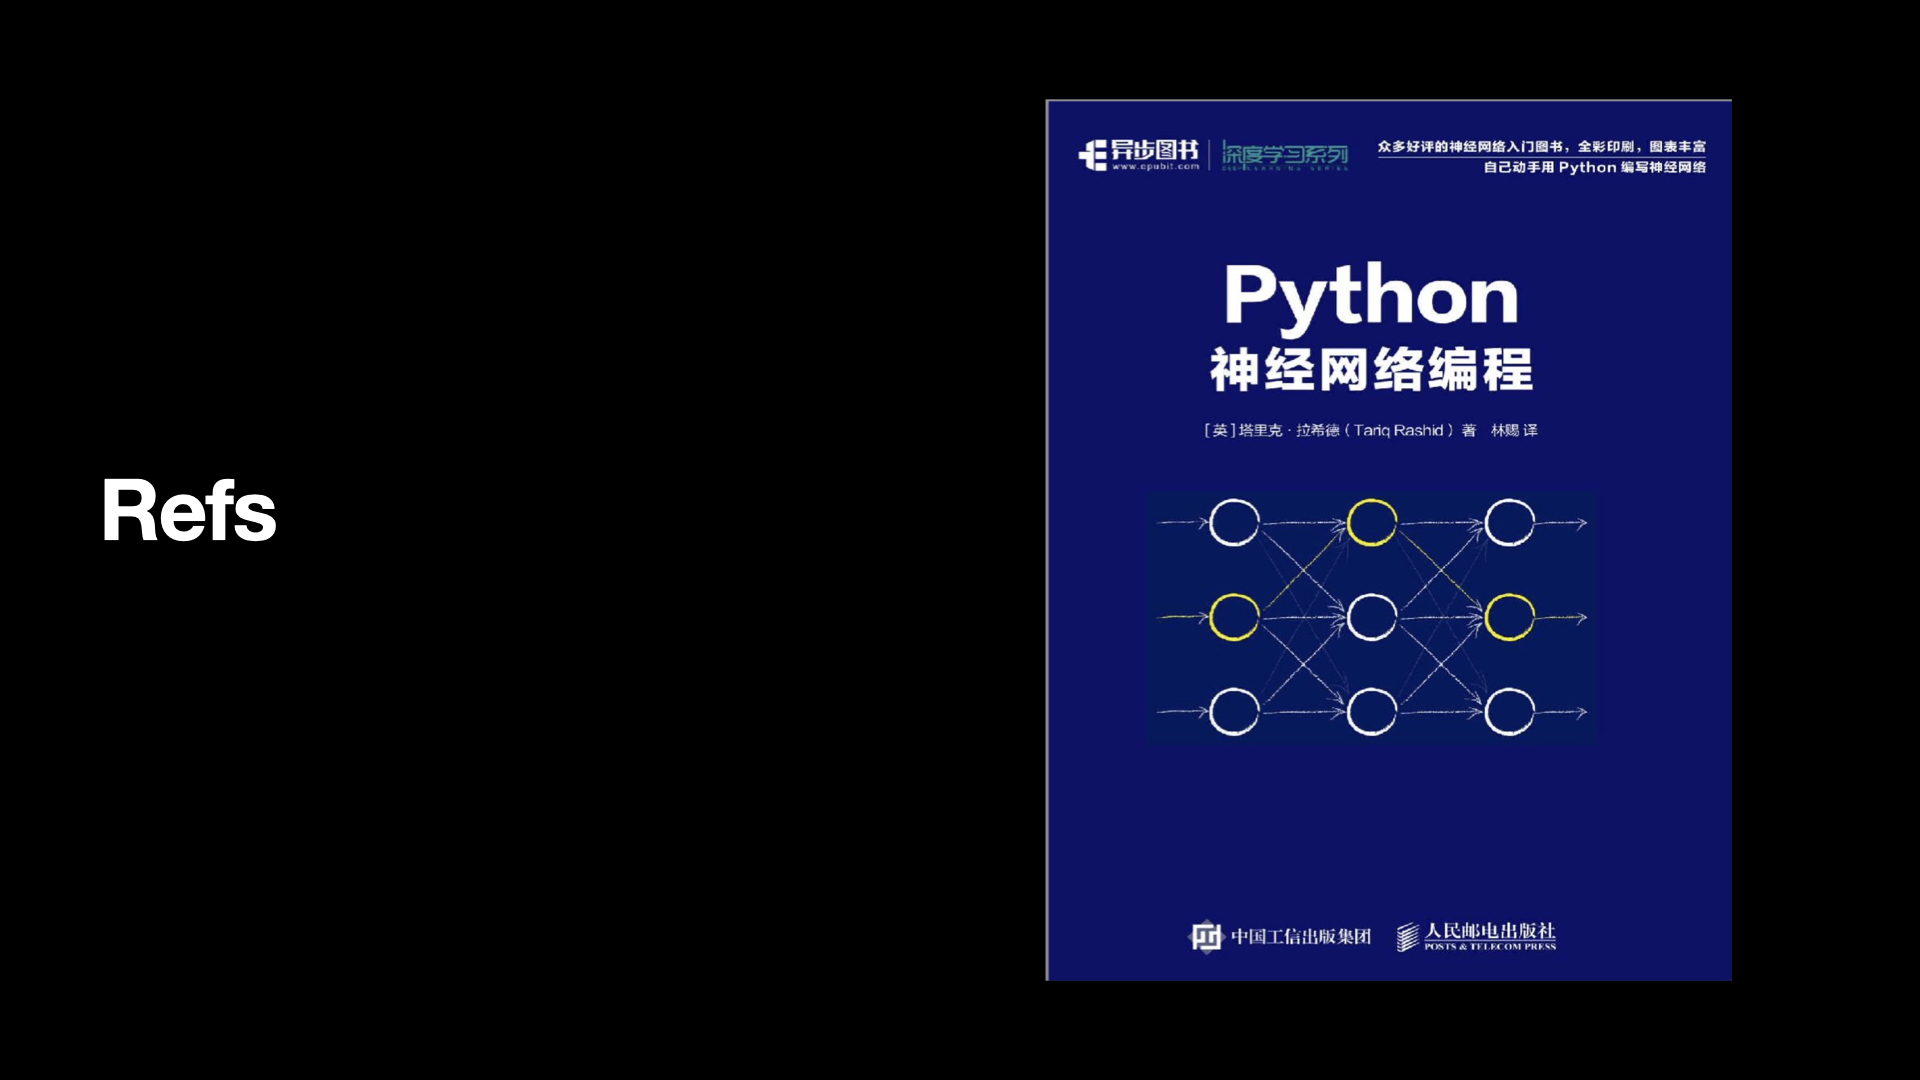 Refs
异步图书
www.epubit.com
深度学习系列
DEEP LEARNING SERIES
众多好评的神经网络入门图书，全彩印刷，图表丰富
自己动手用 Python 编写神经网络
Python
神经网络编程
[ 英 ] 塔里克 · 拉希德（ Tariq Rashid ）著　林赐 译
中国工信出版集团
人民邮电出版社
POSTS & TELECOM PRESS